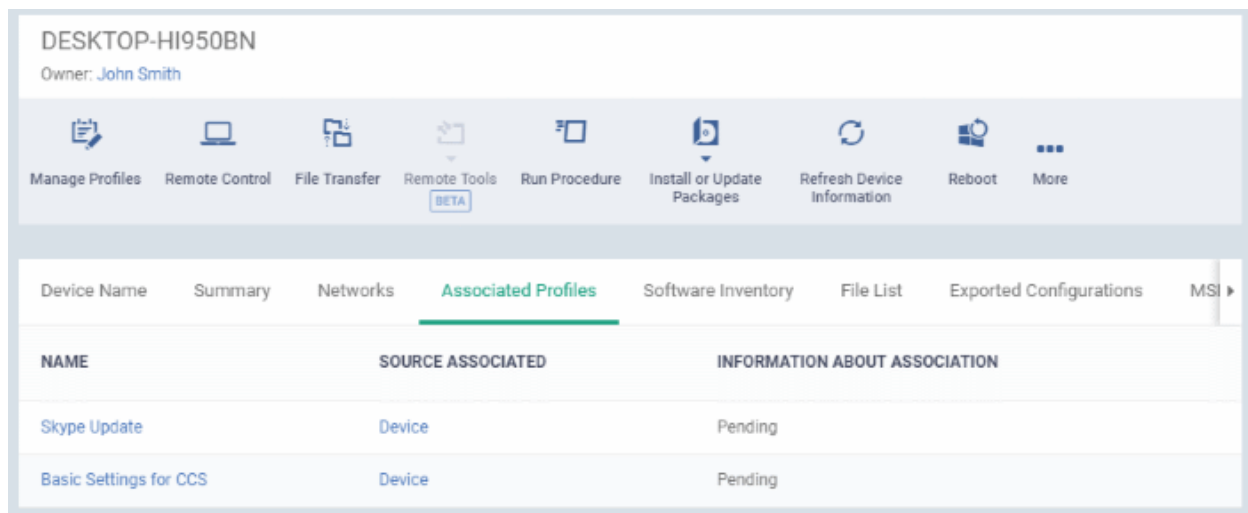 DESKTOP-HI950BN
Owner: John Smith
Manage Profiles Remote Control File Transfer Remote Tools Run Procedure Install or Update Refresh Device Reboot More
BETA Packages Information
Device Name Summary Networks Associated Profiles Software Inventory File List Exported Configurations MSI
NAME SOURCE ASSOCIATED INFORMATION ABOUT ASSOCIATION
Skype Update Device Pending
Basic Settings for CCS Device Pending